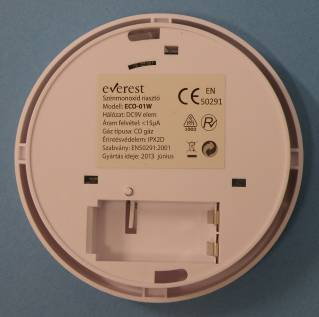 everest
Szénmonoxid riasztó
Modell: ECO-01W
Hálózat: DC9V elem
Áram felvétel: <15µA
Gáz típusa: CO gáz
Érintésvédelem: IPX2D
Szabvány: EN50291:2001
Gyártás ideje: 2013 június
CE EN
50291